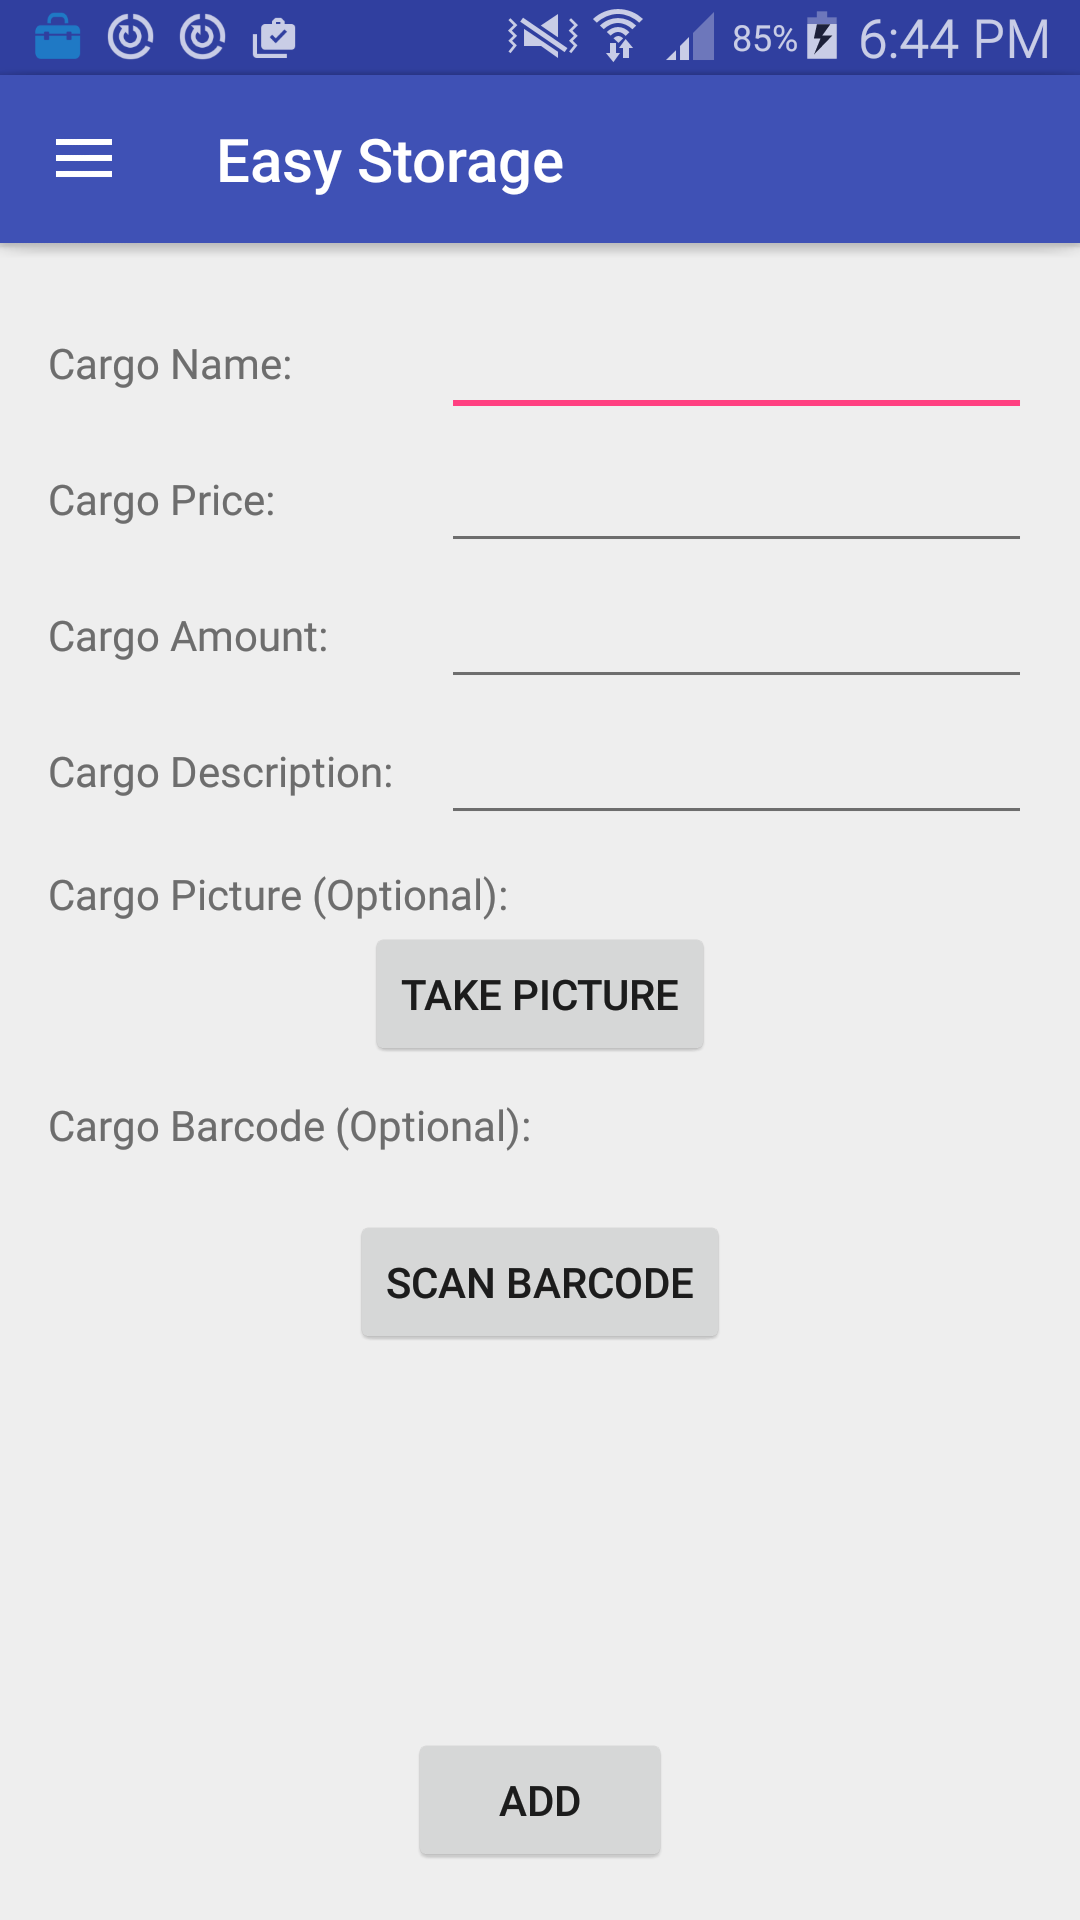 85% 6:44 PM
Easy Storage
Cargo Name:
Cargo Price:
Cargo Amount:
Cargo Description:
Cargo Picture (Optional):
TAKE PICTURE
Cargo Barcode (Optional):
SCAN BARCODE
ADD